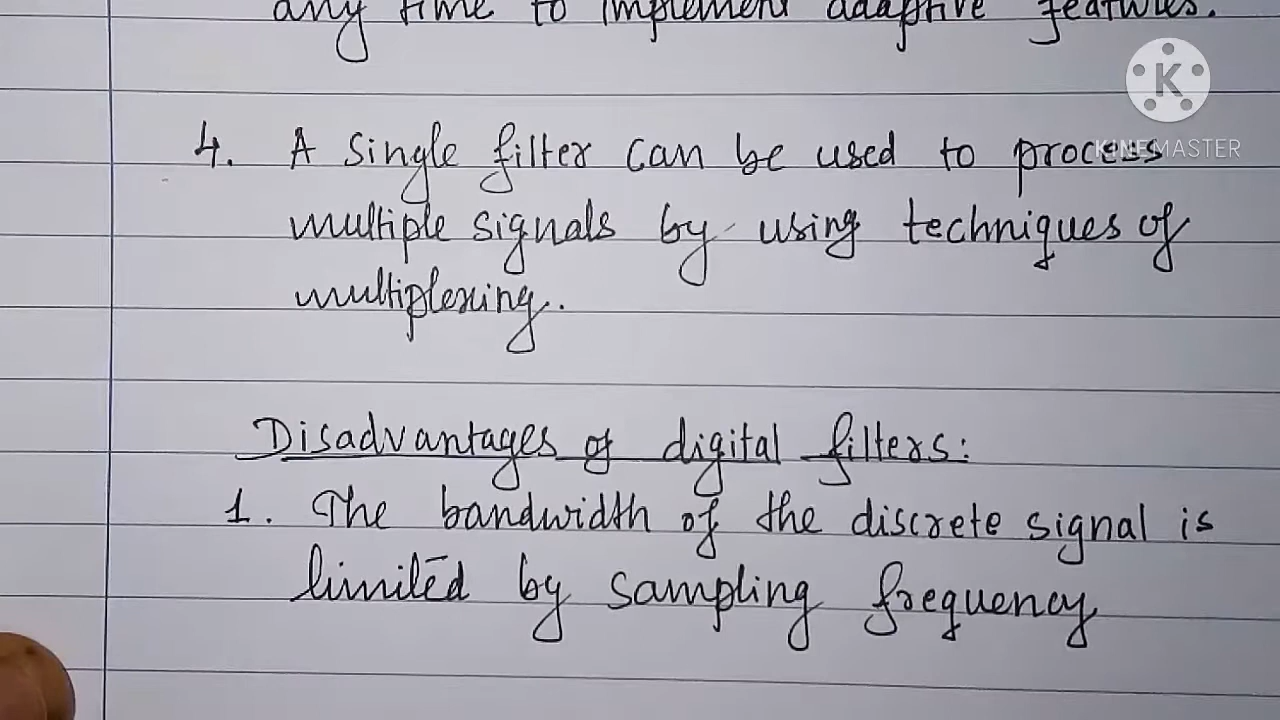 any time to implement adaptive features.
K
KINEMASTER
4. A single filter can be used to process
multiple signals by using techniques of
multiplexing.
Disadvantages of digital filters:
1. The bandwidth of the discrete signal is
limited by sampling frequency